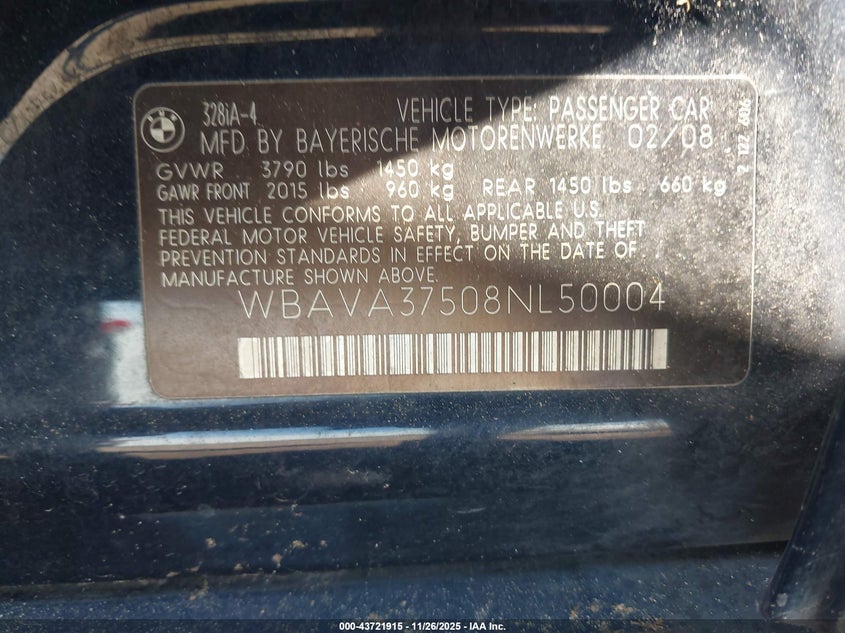 BMW
328iA-4 VEHICLE TYPE: PASSENGER CAR
MFD BY BAYERISCHE MOTORENWERKE 02/08
GVWR 3790 lbs 1450 kg
GAWR FRONT 2015 lbs 960 kg REAR 1450 lbs 660 kg
THIS VEHICLE CONFORMS TO ALL APPLICABLE U.S.
FEDERAL MOTOR VEHICLE SAFETY, BUMPER AND THEFT
PREVENTION STANDARDS IN EFFECT ON THE DATE OF
MANUFACTURE SHOWN ABOVE.
WBAVA37508NL50004
000-43721915 - 11/26/2025 - IAA Inc.